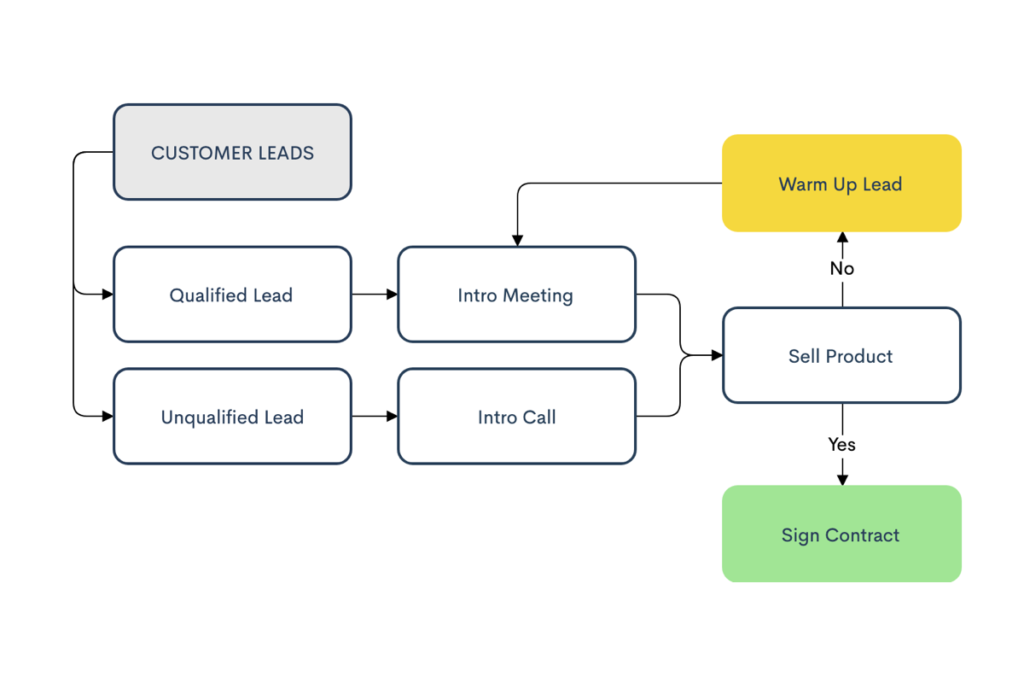 CUSTOMER LEADS
Warm Up Lead
No
Qualified Lead
Intro Meeting
Sell Product
Unqualified Lead
Intro Call
Yes
Sign Contract